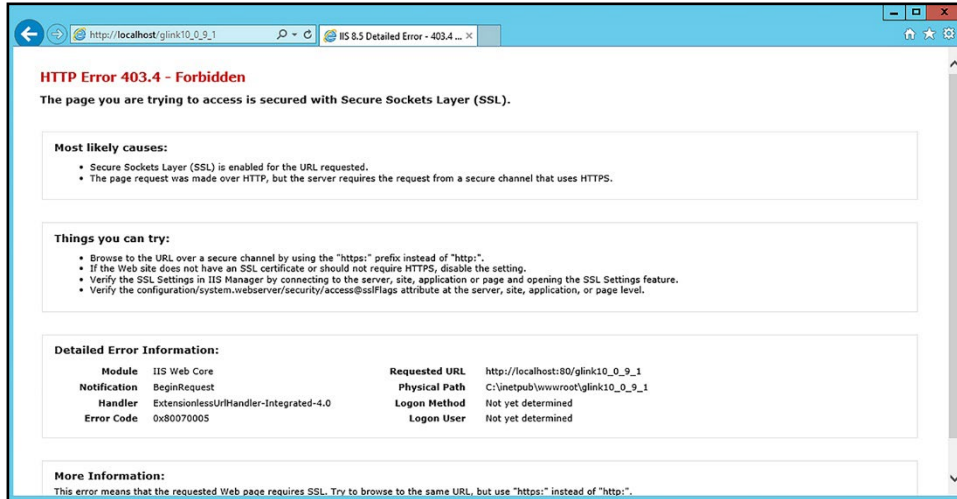 http://localhost/glink10_0_9_1
IIS 8.5 Detailed Error - 403.4 ...
HTTP Error 403.4 - Forbidden
The page you are trying to access is secured with Secure Sockets Layer (SSL).
Most likely causes:
• Secure Sockets Layer (SSL) is enabled for the URL requested.
• The page request was made over HTTP, but the server requires the request from a secure channel that uses HTTPS.
Things you can try:
• Browse to the URL over a secure channel by using the "https:" prefix instead of "http:".
• If the Web site does not have an SSL certificate or should not require HTTPS, disable the setting.
• Verify the SSL Settings in IIS Manager by connecting to the server, site, application or page and opening the SSL Settings feature.
• Verify the configuration/system.webserver/security/access@sslFlags attribute at the server, site, application, or page level.
Detailed Error Information:
Module IIS Web Core Requested URL http://localhost:80/glink10_0_9_1
Notification BeginRequest Physical Path C:\inetpub\wwwroot\glink10_0_9_1
Handler ExtensionlessUrlHandler-Integrated-4.0 Logon Method Not yet determined
Error Code 0x80070005 Logon User Not yet determined
More Information:
This error means that the requested Web page requires SSL. Try to browse to the same URL, but use "https:" instead of "http:".